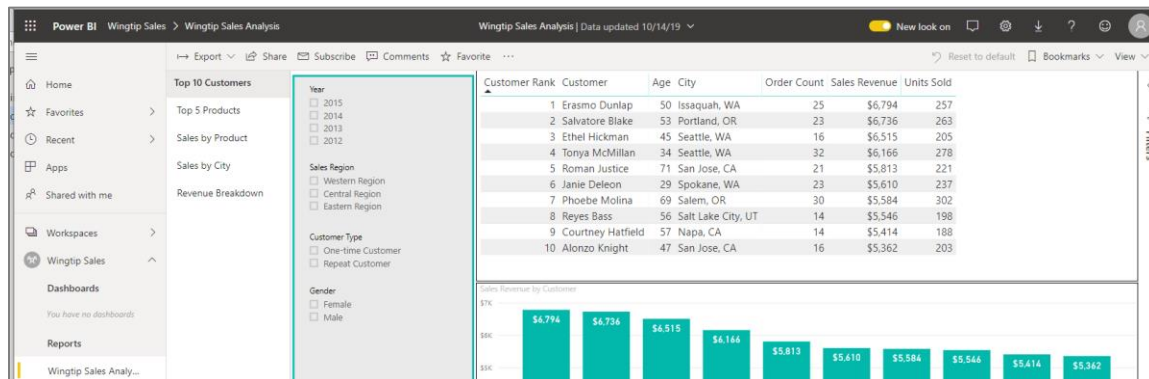 Power BI Wingtip Sales > Wingtip Sales Analysis
Wingtip Sales Analysis | Data updated 10/14/19
New look on
?
Export
Share
Subscribe
Comments
Favorite
...
Reset to default
Bookmarks
View
Home
Favorites
Recent
Apps
Shared with me
Workspaces
Wingtip Sales
Dashboards
You have no dashboards
Reports
Wingtip Sales Analy...
Top 10 Customers
Top 5 Products
Sales by Product
Sales by City
Revenue Breakdown
Year
2015
2014
2013
2012
Sales Region
Western Region
Central Region
Eastern Region
Customer Type
One-time Customer
Repeat Customer
Gender
Female
Male
Customer Rank Customer Age City Order Count Sales Revenue Units Sold
1 Erasmo Dunlap 50 Issaquah, WA 25 $6,794 257
2 Salvatore Blake 53 Portland, OR 23 $6,736 263
3 Ethel Hickman 45 Seattle, WA 16 $6,515 205
4 Tonya McMillan 34 Seattle, WA 32 $6,166 278
5 Roman Justice 71 San Jose, CA 21 $5,813 221
6 Janie Deleon 29 Spokane, WA 23 $5,610 237
7 Phoebe Molina 69 Salem, OR 30 $5,584 302
8 Reyes Bass 56 Salt Lake City, UT 14 $5,546 198
9 Courtney Hatfield 57 Napa, CA 14 $5,414 188
10 Alonzo Knight 47 San Jose, CA 16 $5,362 203
Sales Revenue by Customer
$7K
$6K
$5K
$6,794
$6,736
$6,515
$6,166
$5,813
$5,610
$5,584
$5,546
$5,414
$5,362